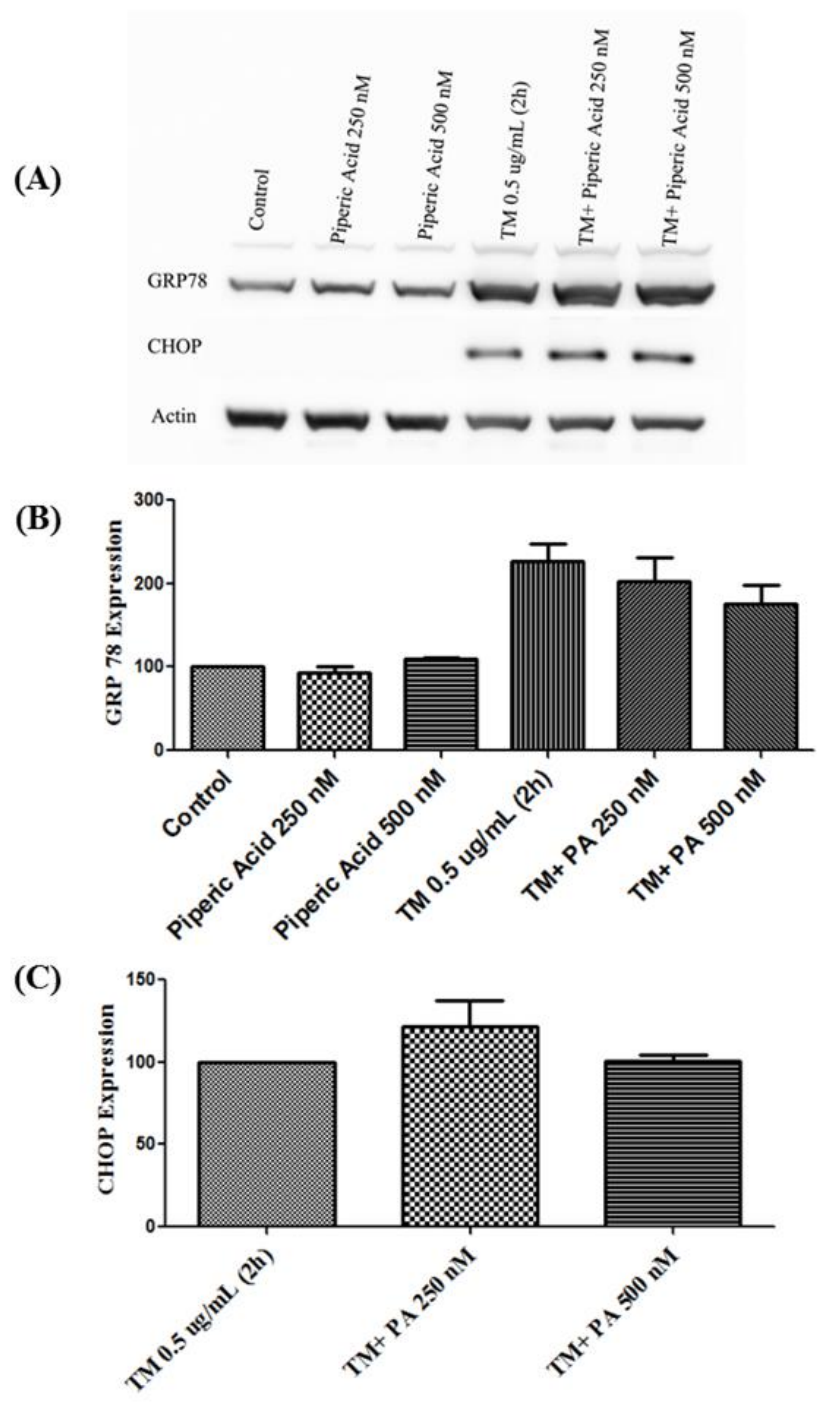 (A)
Control
Piperic Acid 250 nM
Piperic Acid 500 nM
TM 0.5 ug/mL (2h)
TM+ Piperic Acid 250 nM
TM+ Piperic Acid 500 nM
GRP78
CHOP
Actin
(B)
GRP 78 Expression
300
200
100
0
Control
Piperic Acid 250 nM
Piperic Acid 500 nM
TM 0.5 ug/mL (2h)
TM+ PA 250 nM
TM+ PA 500 nM
(C)
CHOP Expression
150
100
50
0
TM 0.5 ug/mL (2h)
TM+ PA 250 nM
TM+ PA 500 nM